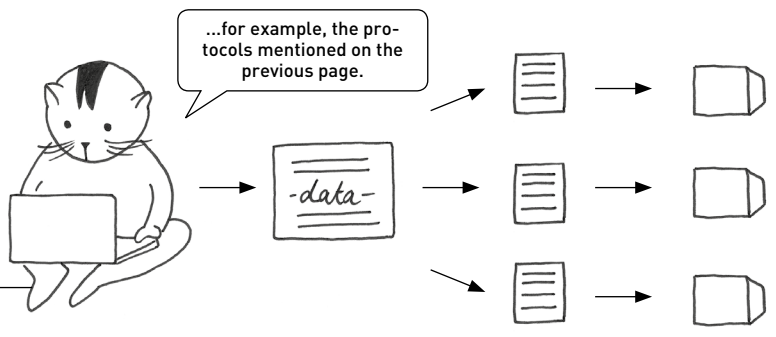 ...for example, the pro-
tocols mentioned on the
previous page.
-data-